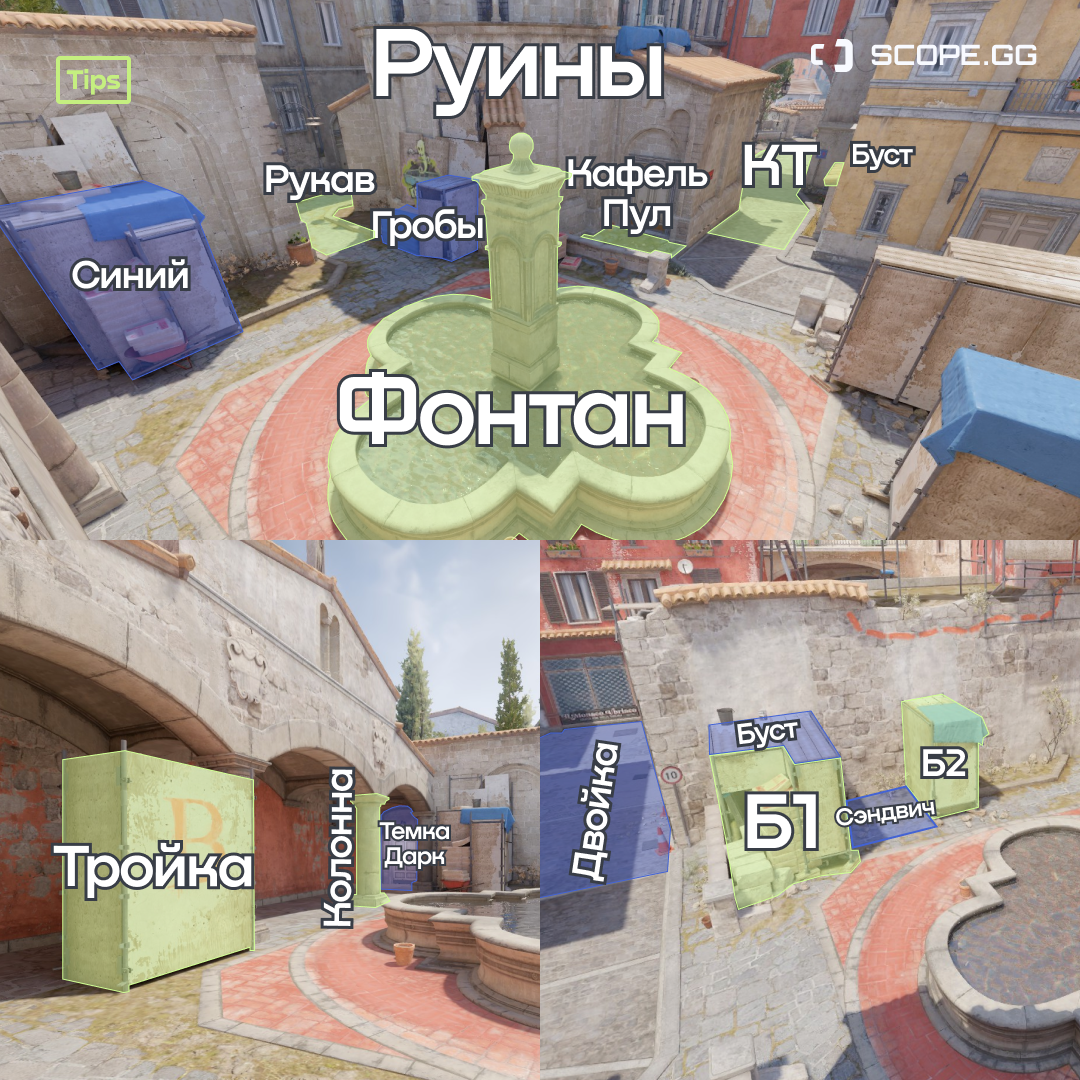 Tips
Руины
SCOPE.GG
Рукав
Гробы
Кафель
Пул
КТ
Буст
Синий
Фонтан
Тройка
B
Колонна
Темка
Дарк
Двойка
10
Буст
Б1
Сэндвич
Б2